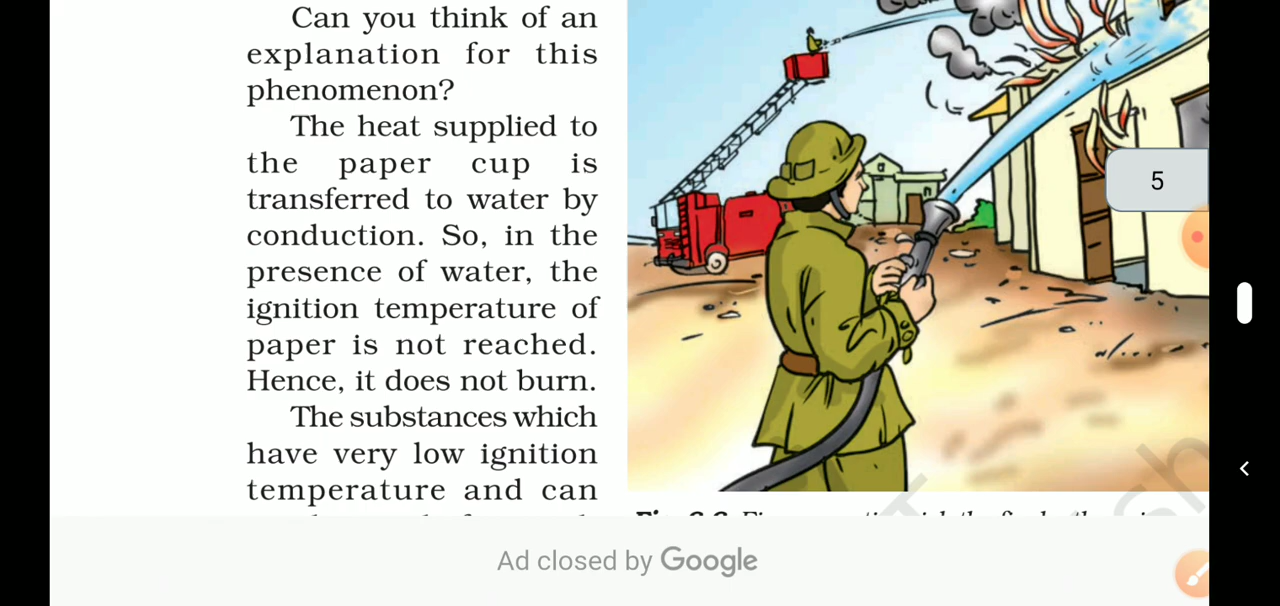 Can you think of an
explanation for this
phenomenon?
The heat supplied to
the paper cup is
transferred to water by
conduction. So, in the
presence of water, the
ignition temperature of
paper is not reached.
Hence, it does not burn.
The substances which
have very low ignition
temperature and can
5
Ad closed by Google